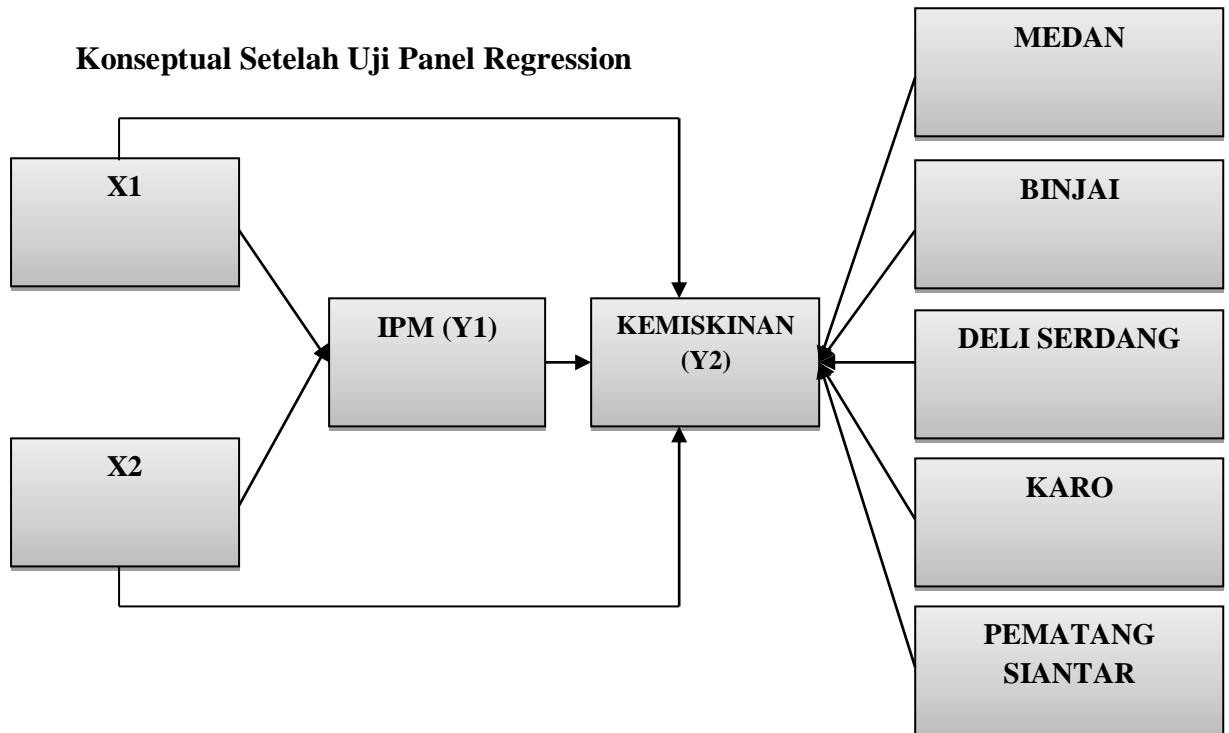 Konseptual Setelah Uji Panel Regression
X1
X2
IPM (Y1)
KEMISKINAN
(Y2)
MEDAN
BINJAI
DELI SERDANG
KARO
PEMATANG
SIANTAR